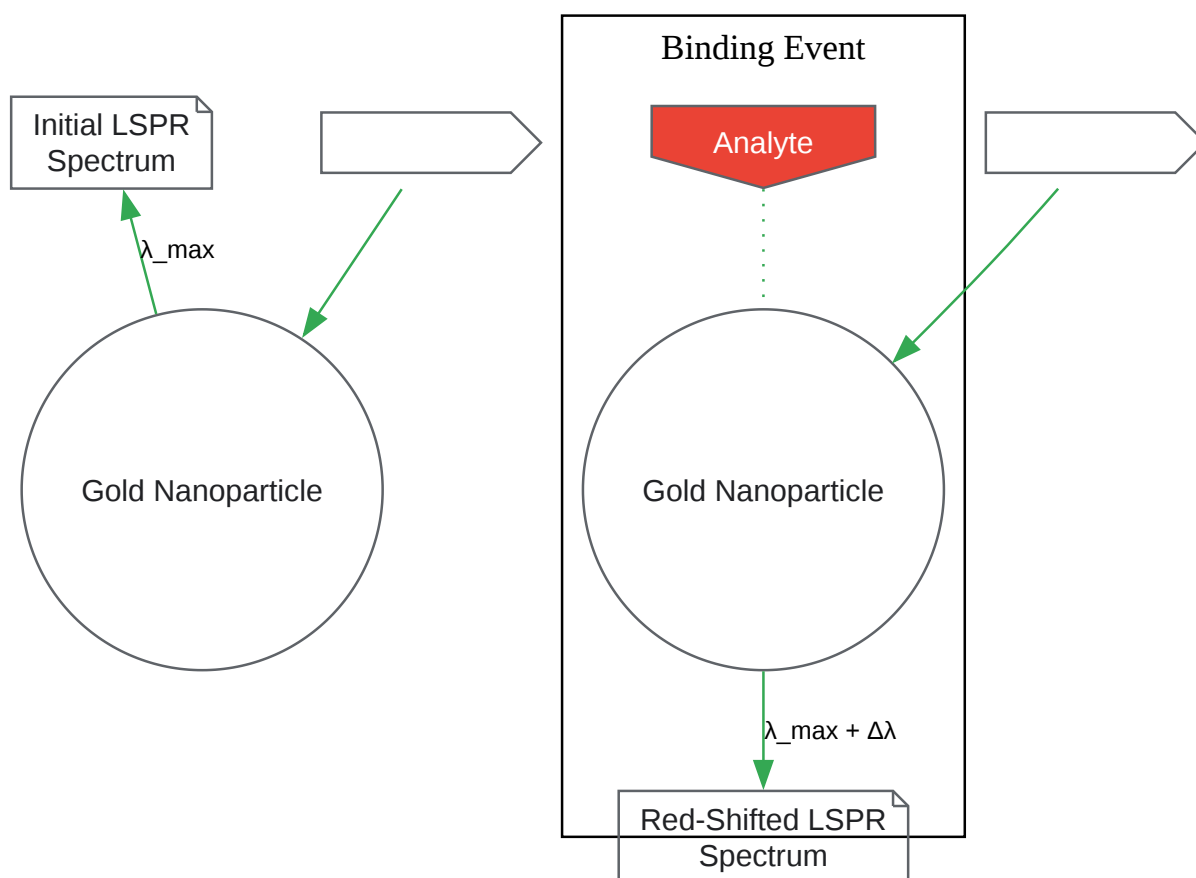 Binding Event
Initial LSPR
Spectrum
Analyte
λ_max
Gold Nanoparticle
Gold Nanoparticle
λ_max + Δλ
Red-Shifted LSPR
Spectrum